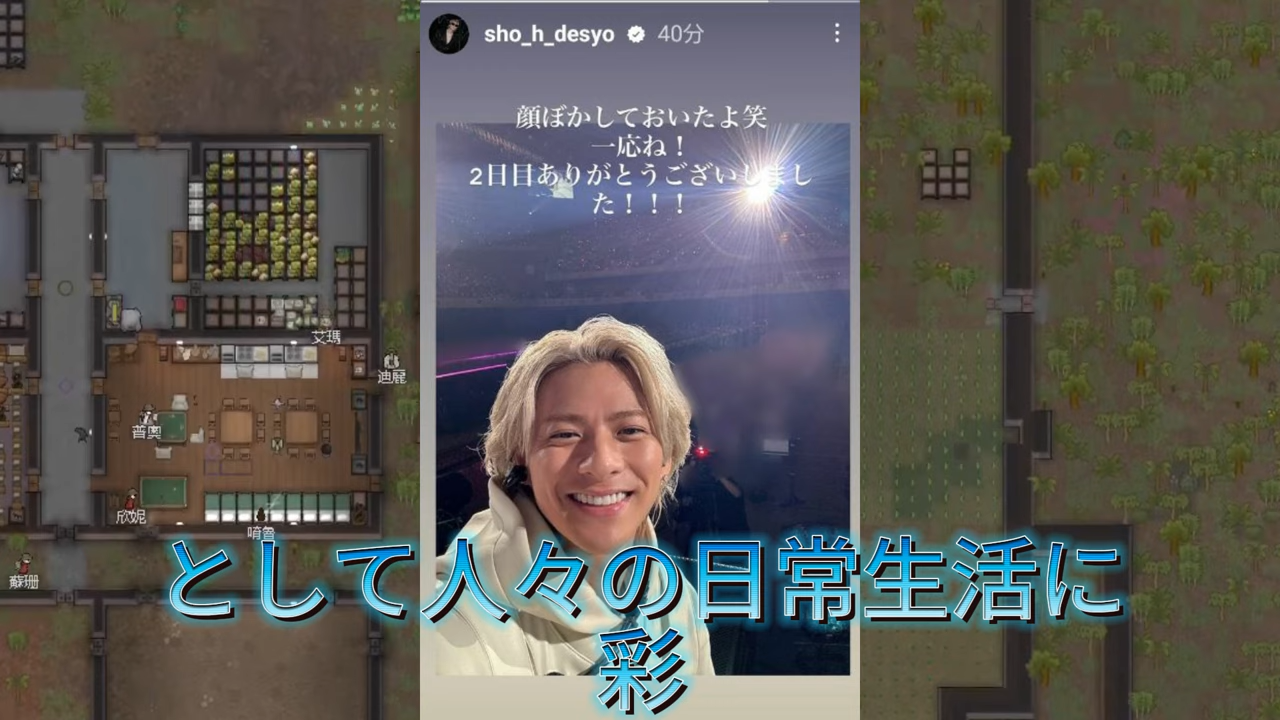 sho_h_desyo 40分
顔ぼかしておいたよ笑
一応ね！
2日目ありがとうございしまし
た！！！
艾瑪
迪麗
普奧
欣妮
唷魯
蘇珊
として人々の日常生活に
彩